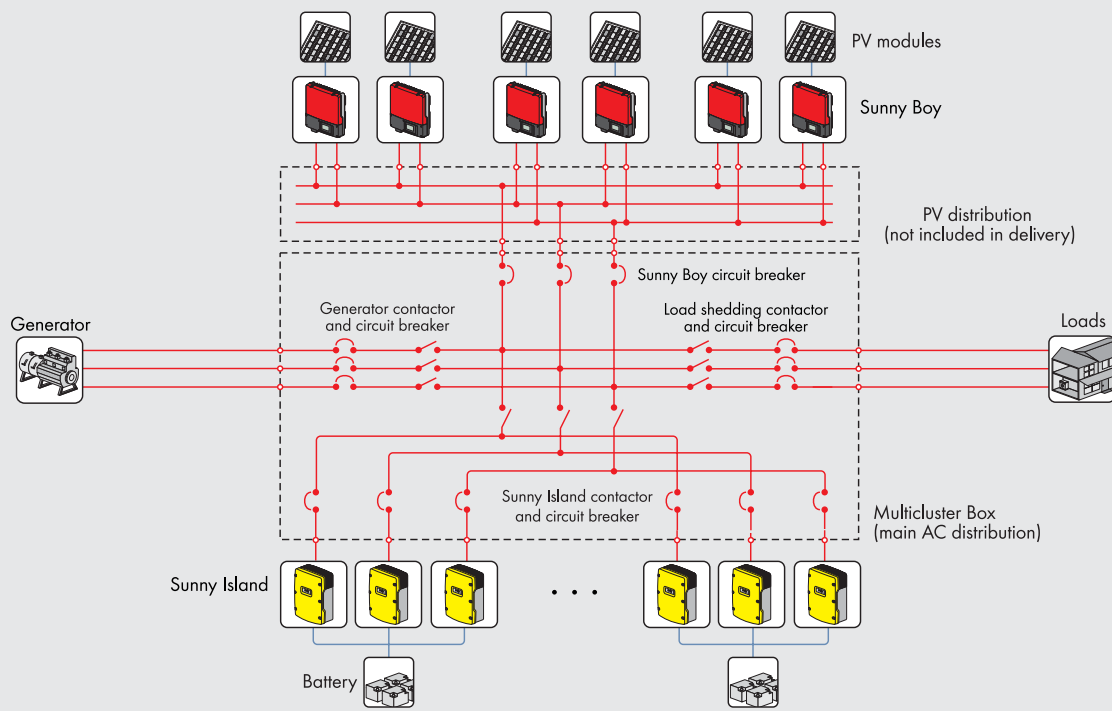 PV modules
Sunny Boy
PV distribution
(not included in delivery)
Sunny Boy circuit breaker
Generator contactor
and circuit breaker
Load shedding contactor
and circuit breaker
Generator
Loads
Sunny Island contactor
and circuit breaker
Multicluster Box
(main AC distribution)
Sunny Island
. . .
Battery